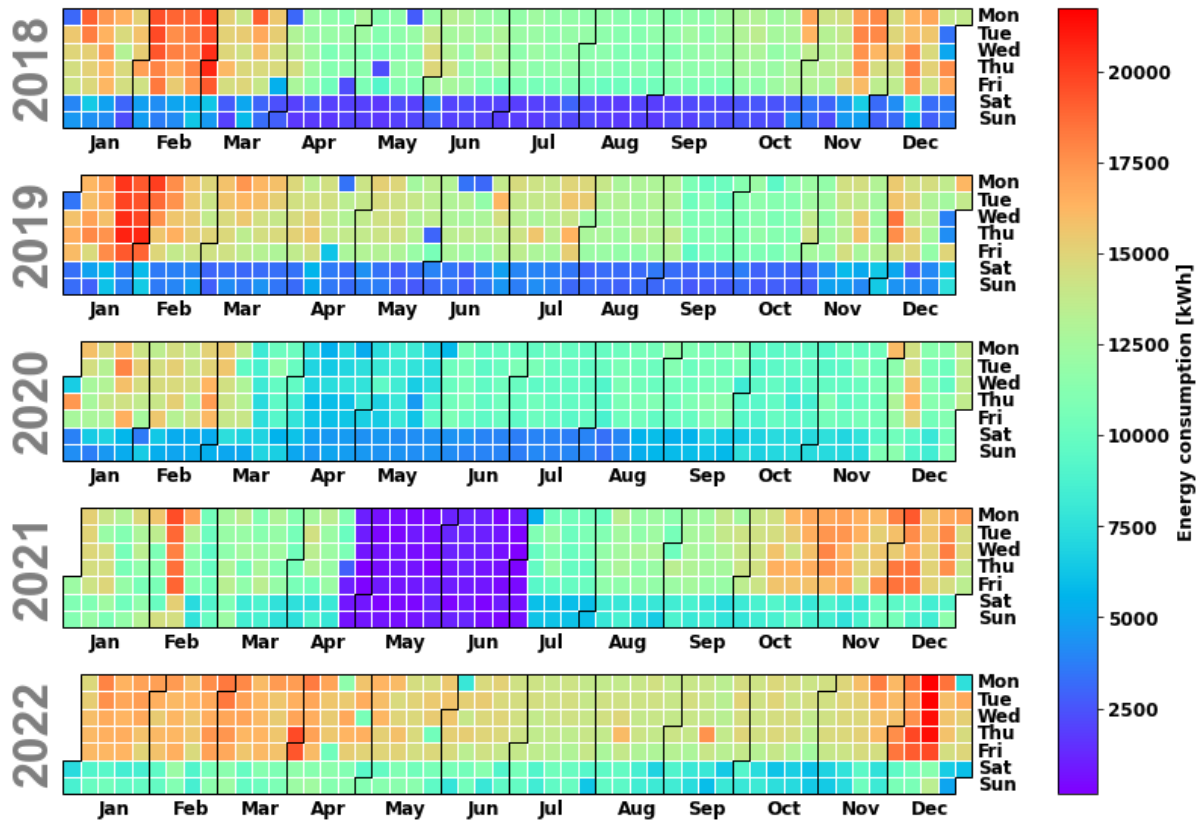 2018
Mon
Tue
Wed
Thu
Fri
Sat
Sun
Jan Feb Mar Apr May Jun Jul Aug Sep Oct Nov Dec
2019
Mon
Tue
Wed
Thu
Fri
Sat
Sun
Jan Feb Mar Apr May Jun Jul Aug Sep Oct Nov Dec
2020
Mon
Tue
Wed
Thu
Fri
Sat
Sun
Jan Feb Mar Apr May Jun Jul Aug Sep Oct Nov Dec
2021
Mon
Tue
Wed
Thu
Fri
Sat
Sun
Jan Feb Mar Apr May Jun Jul Aug Sep Oct Nov Dec
2022
Mon
Tue
Wed
Thu
Fri
Sat
Sun
Jan Feb Mar Apr May Jun Jul Aug Sep Oct Nov Dec
20000
17500
15000
12500
10000
7500
5000
2500
Energy consumption [kWh]